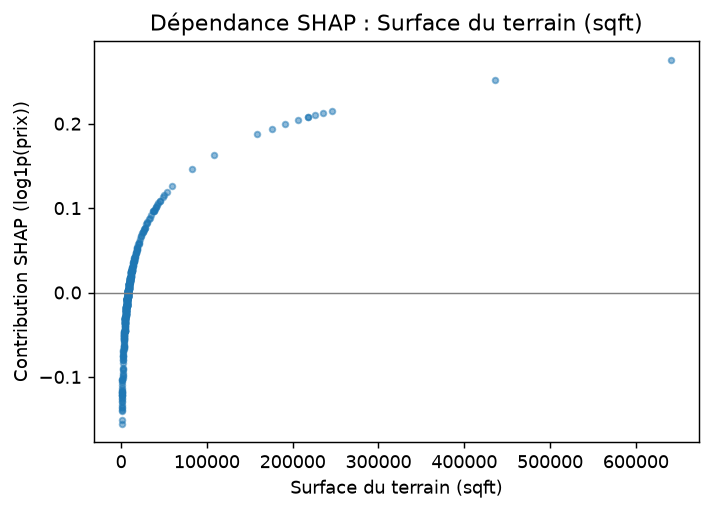 Dépendance SHAP : Surface du terrain (sqft)
Contribution SHAP (log1p(prix))
0.2
0.1
0.0
−0.1
0 100000 200000 300000 400000 500000 600000
Surface du terrain (sqft)